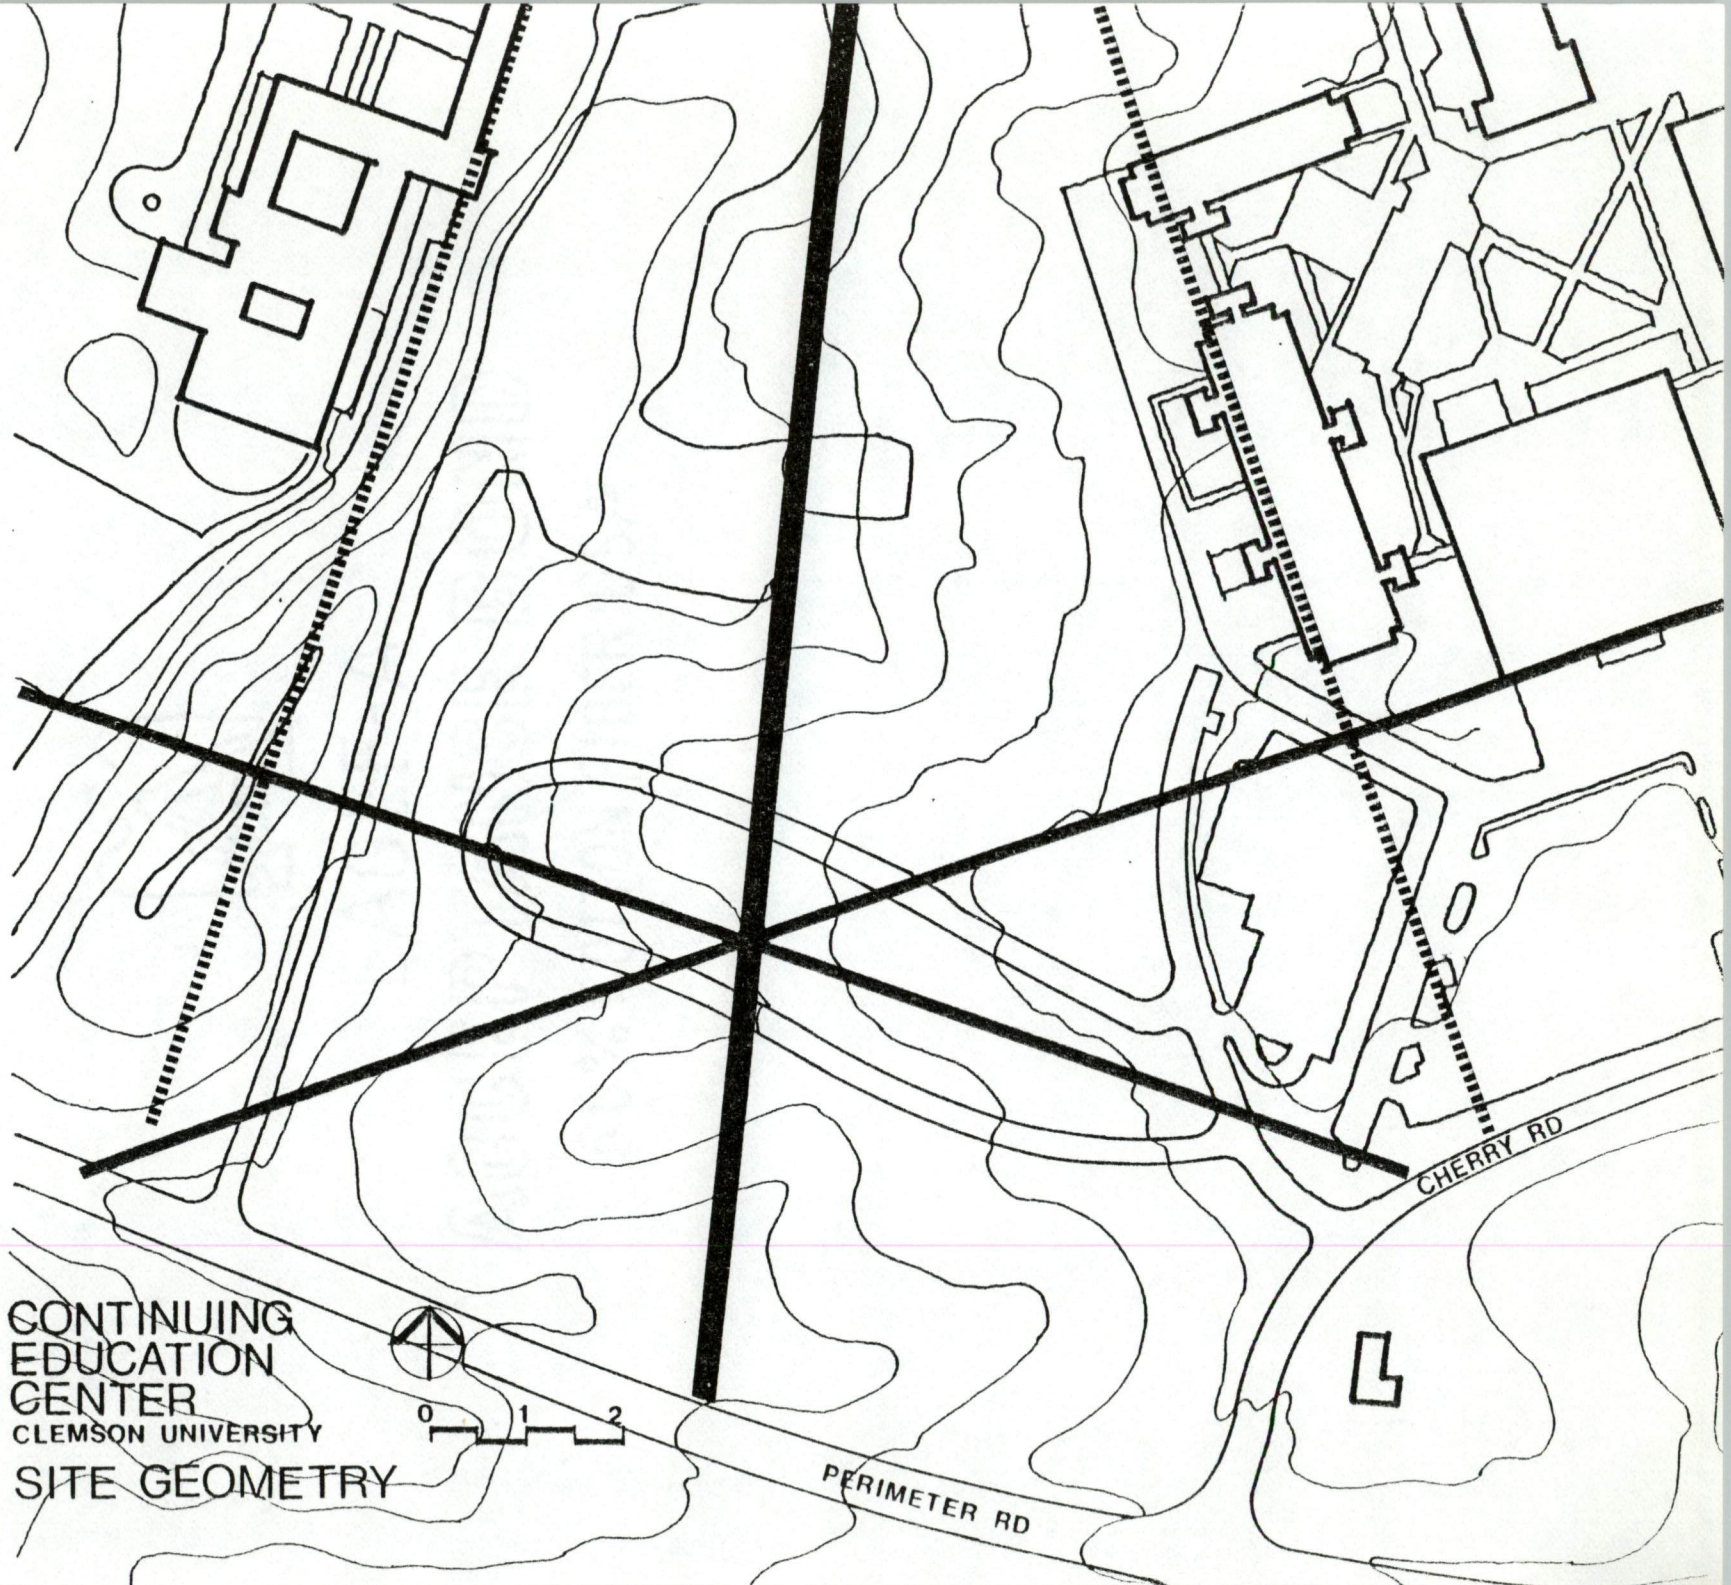 CHERRY RD
CONTINUING
EDUCATION
CENTER
CLEMSON UNIVERSITY
SITE GEOMETRY
0 1 2
PERIMETER RD